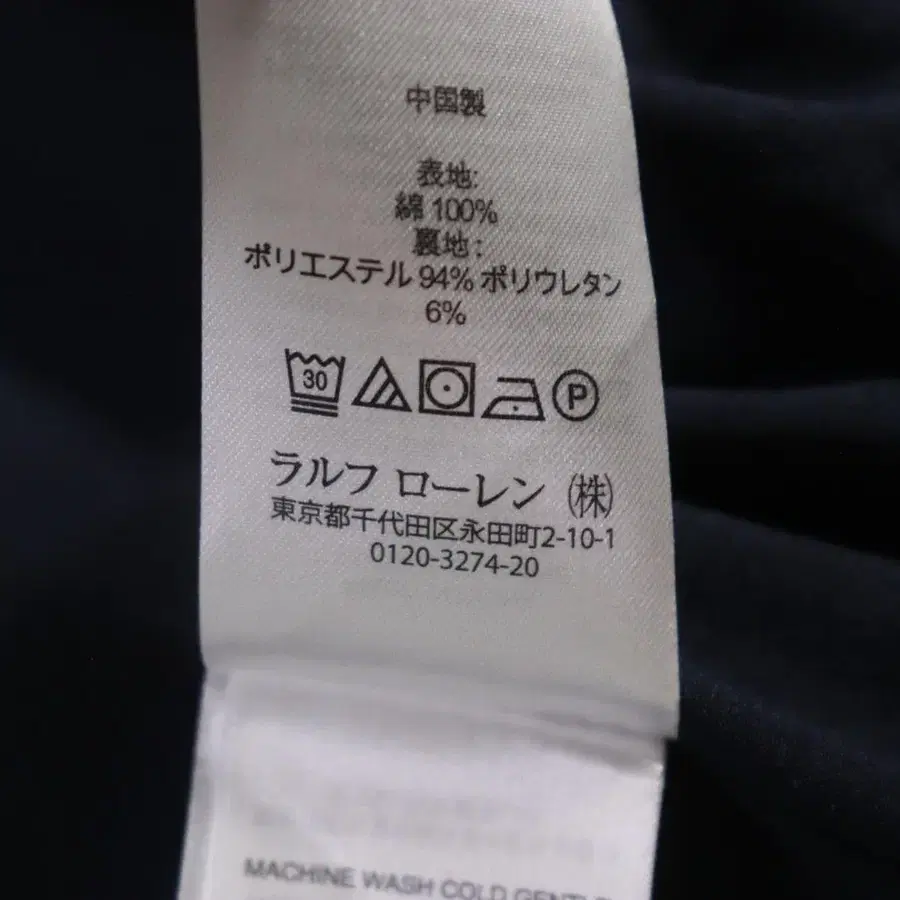 中国製
表地:
綿 100%
裏地:
ポリエステル 94% ポリウレタン
6%
30
P
ラルフ ローレン (株)
東京都千代田区永田町2-10-1
0120-3274-20
MACHINE WASH COLD GENTLE